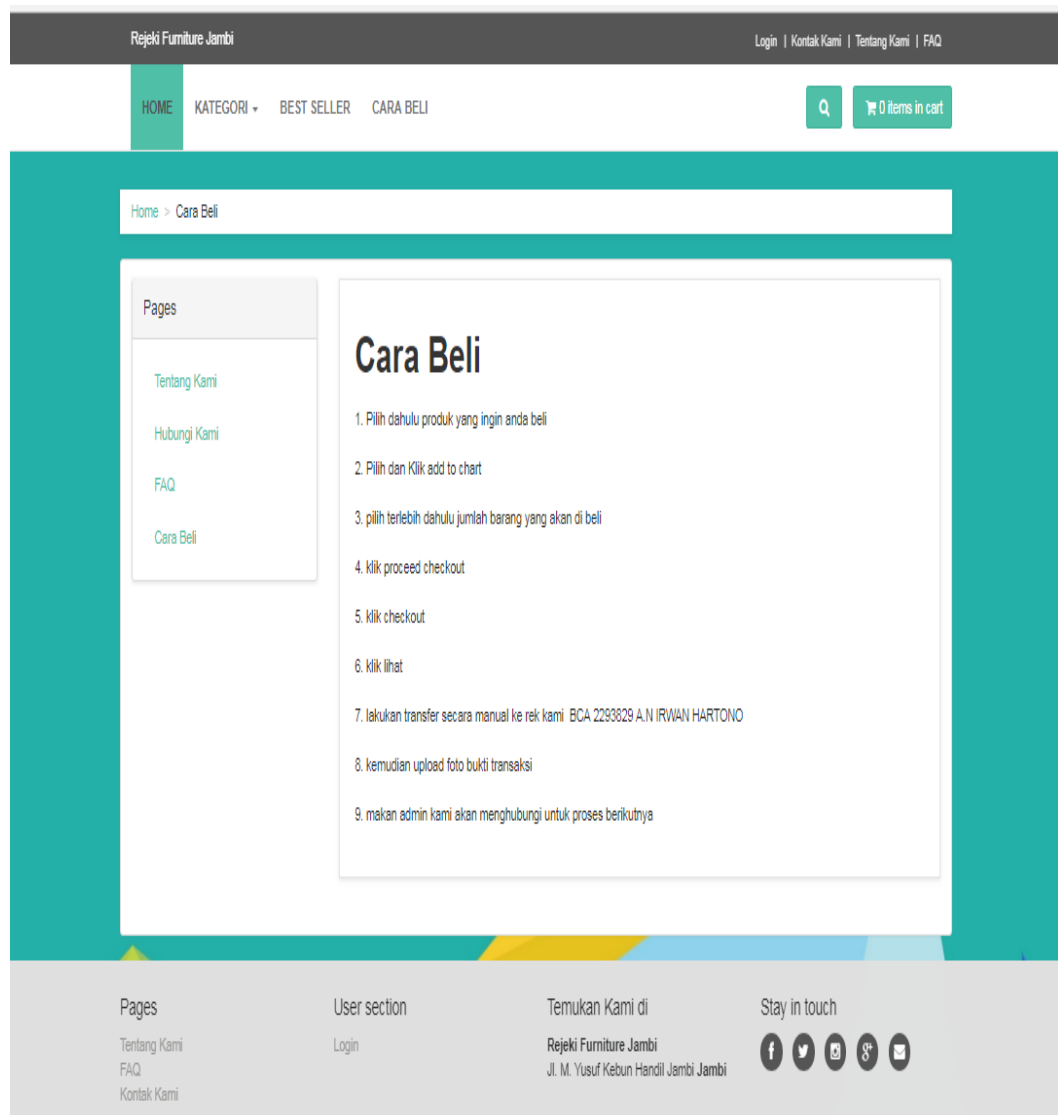 Rejeki Furniture Jambi
Login | Kontak Kami | Tentang Kami | FAQ
HOME KATEGORI BEST SELLER CARA BELI
0 items in cart
Home > Cara Beli
Pages
Tentang Kami
Hubungi Kami
FAQ
Cara Beli
Cara Beli
1. Pilih dahulu produk yang ingin anda beli
2. Pilih dan Klik add to chart
3. pilih terlebih dahulu jumlah barang yang akan di beli
4. klik proceed checkout
5. klik checkout
6. klik lihat
7. lakukan transfer secara manual ke rek kami BCA 2293829 A.N IRWAN HARTONO
8. kemudian upload foto bukti transaksi
9. makan admin kami akan menghubungi untuk proses berikutnya
Pages
Tentang Kami
FAQ
Kontak Kami
User section
Login
Temukan Kami di
Rejeki Furniture Jambi
Jl. M. Yusuf Kebun Handil Jambi Jambi
Stay in touch